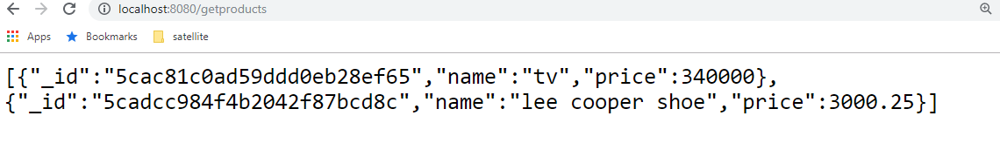 localhost:8080/getproducts
Apps Bookmarks satellite
[{"_id":"5cac81c0ad59ddd0eb28ef65","name":"tv","price":340000},
{"_id":"5cadcc984f4b2042f87bcd8c","name":"lee cooper shoe","price":3000.25}]